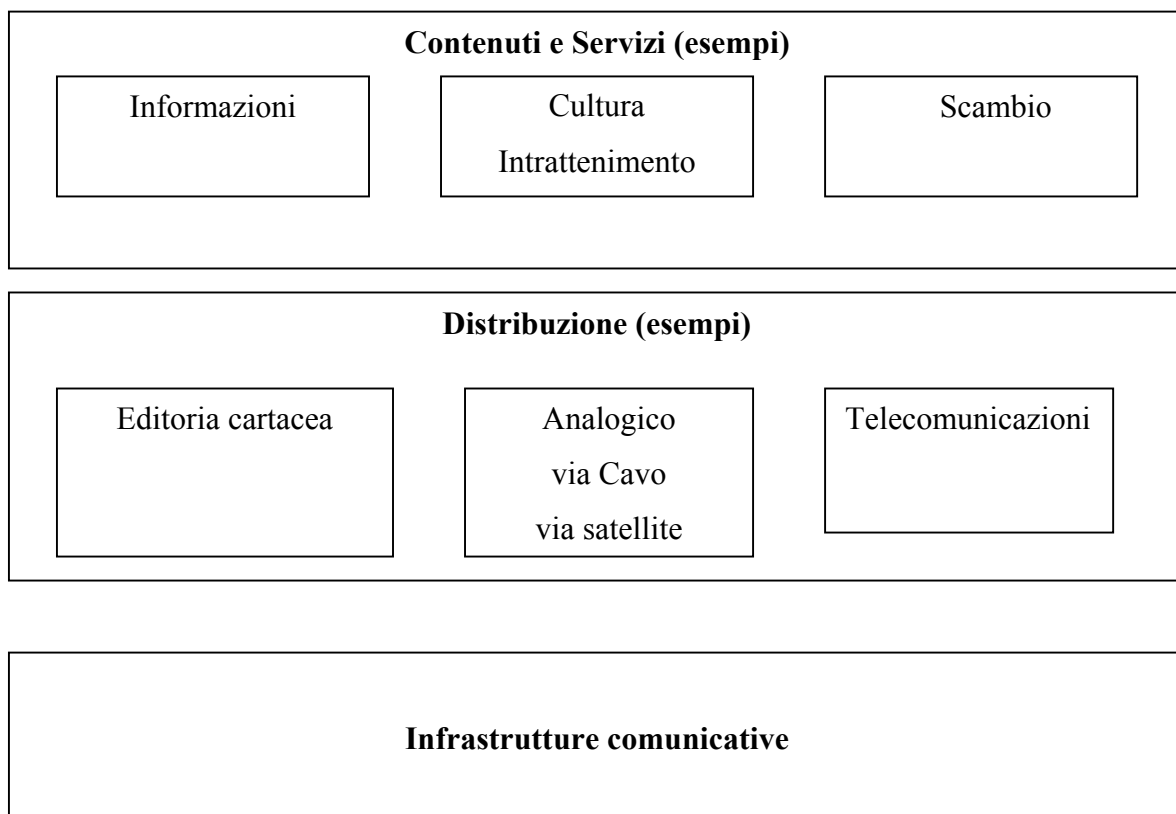 Contenuti e Servizi (esempi)
Informazioni
Cultura
Intrattenimento
Scambio
Distribuzione (esempi)
Editoria cartacea
Analogico
via Cavo
via satellite
Telecomunicazioni
Infrastrutture comunicative